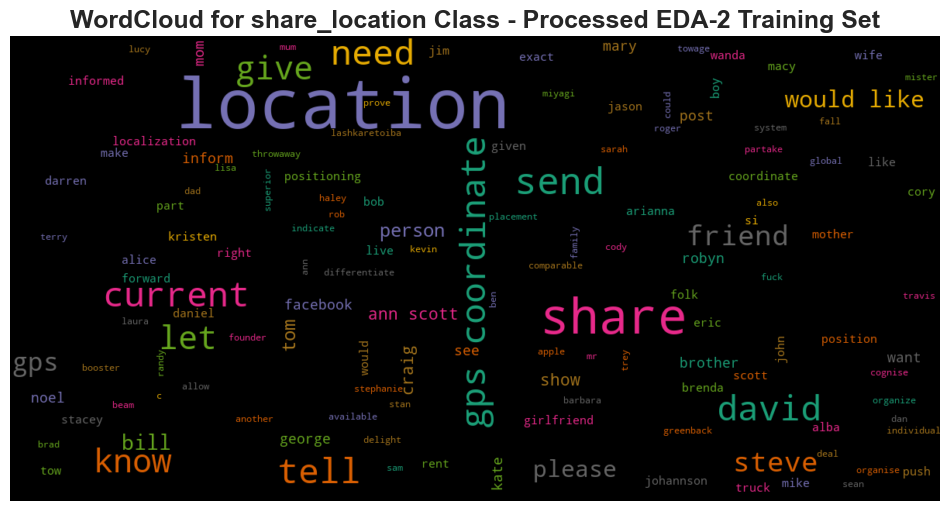 WordCloud for share_location Class - Processed EDA-2 Training Set
lucy
mum
mom
need
jim
mary
towage
wanda
wife
exact
macy
give
informed
mister
location
prove
miyagi
boy
could
would like
jason
post
fall
lashkaretoiba
roger
system
localization
given
make
inform
throwaway
sarah
partake
global
like
lisa
positioning
coordinate
darren
superior
send
dad
haley
cory
part
bob
arianna
also
rob
placement
si
indicate
gps coordinate
person
friend
mother
terry
kristen
family
right
live
kevin
cody
robyn
alice
ann
comparable
forward
differentiate
fuck
current
facebook
ben
folk
travis
daniel
ann scott
share
laura
tom
eric
let
founder
position
would
see
apple
mr
trey
john
want
gps
randy
craig
brother
cognise
booster
allow
show
scott
noel
c
stephanie
brenda
beam
stan
barbara
david
organize
another
available
girlfriend
dan
stacey
alba
individual
greenback
brad
bill
george
delight
deal
know
tell
sam
rent
kate
please
steve
organise
push
tow
johannson
truck
mike
sean